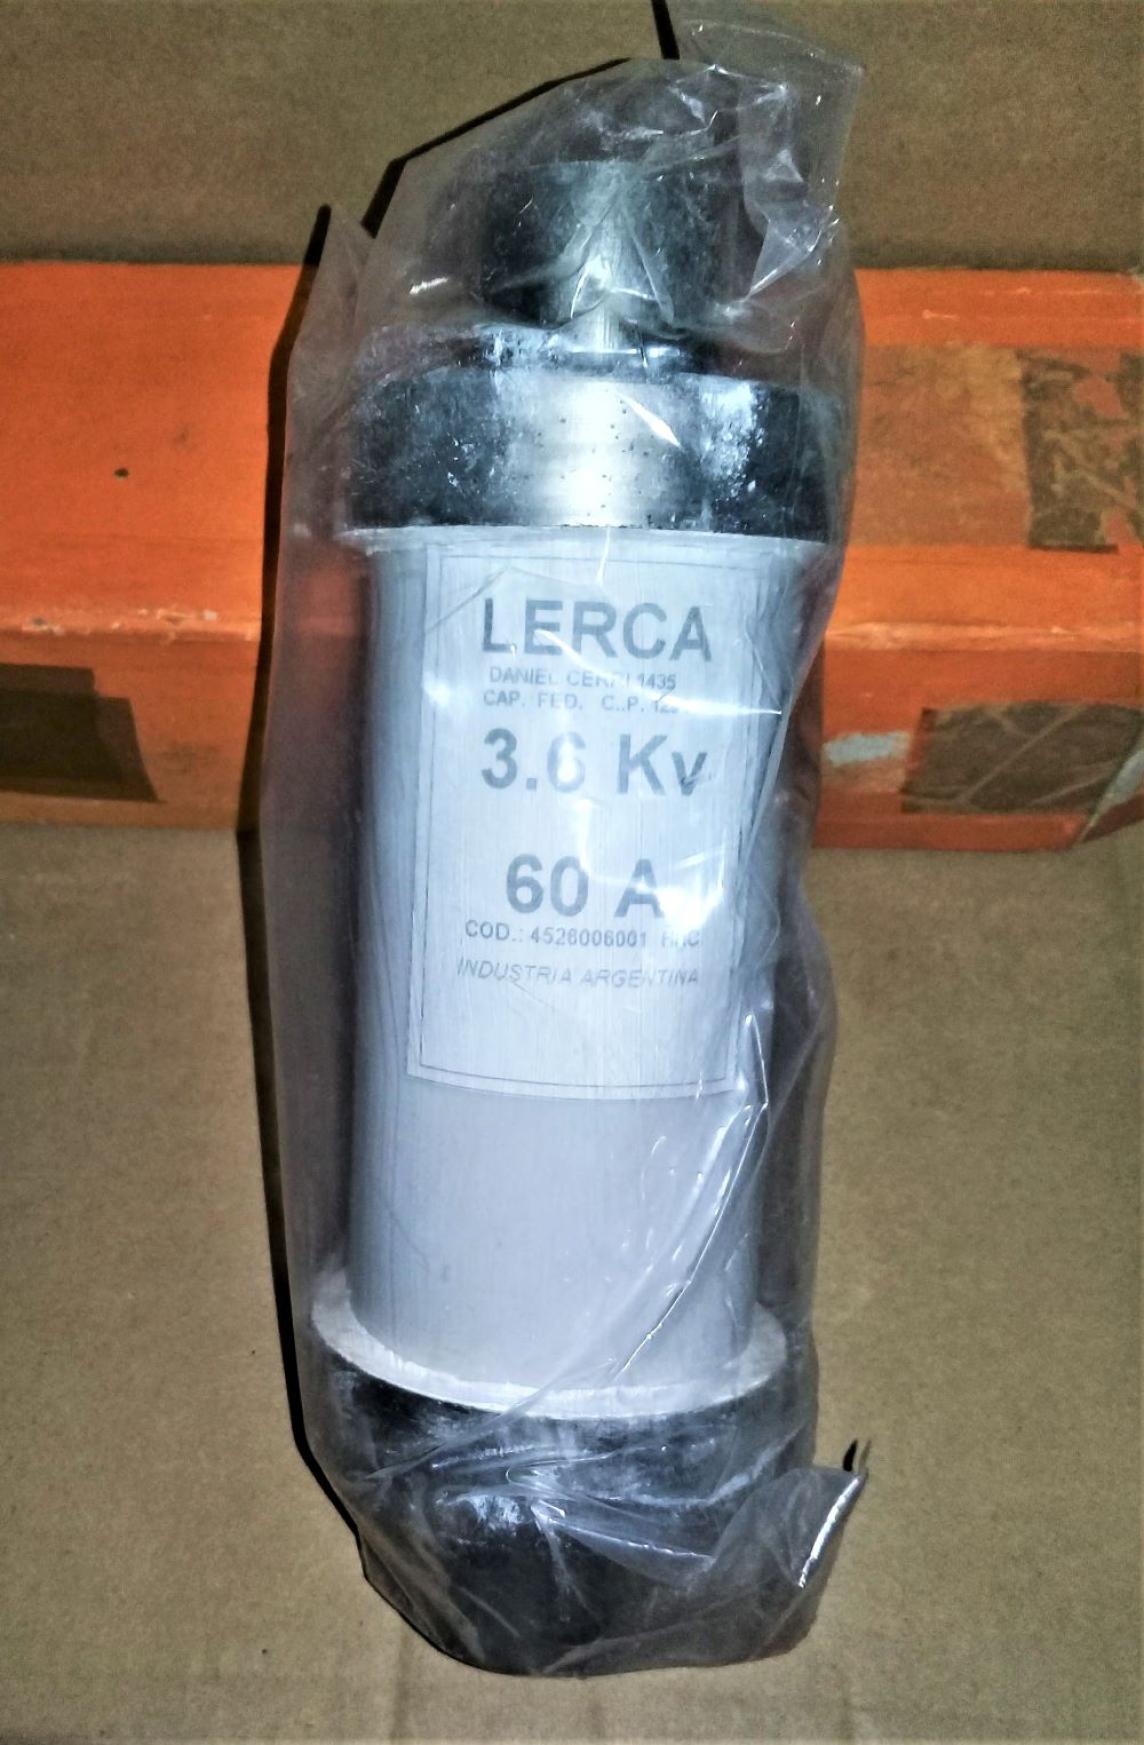 LERCA
DANIEL CERRI 1435
CAP. FED. C..P.
3.6 Kv
60 A
COD.: 4526006001
INDUSTRIA ARGENTINA